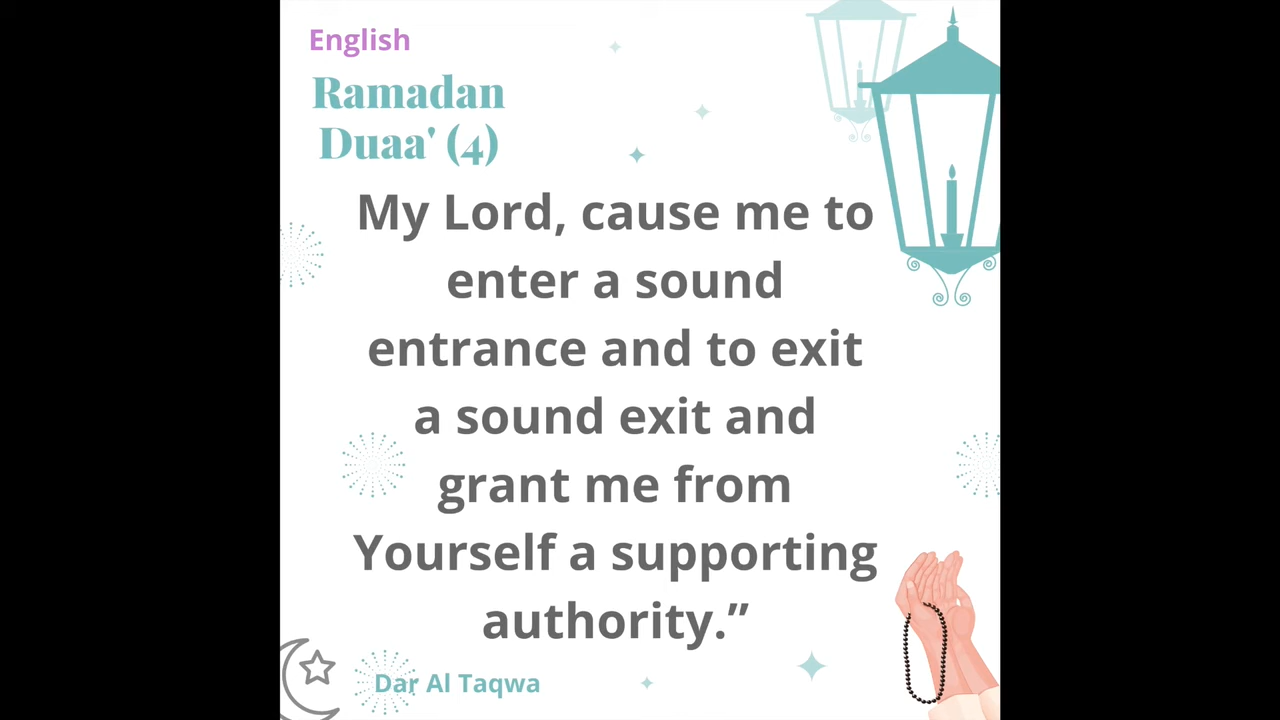 English
Ramadan
Duaa' (4)
My Lord, cause me to
enter a sound
entrance and to exit
a sound exit and
grant me from
Yourself a supporting
authority.”
Dar Al Taqwa